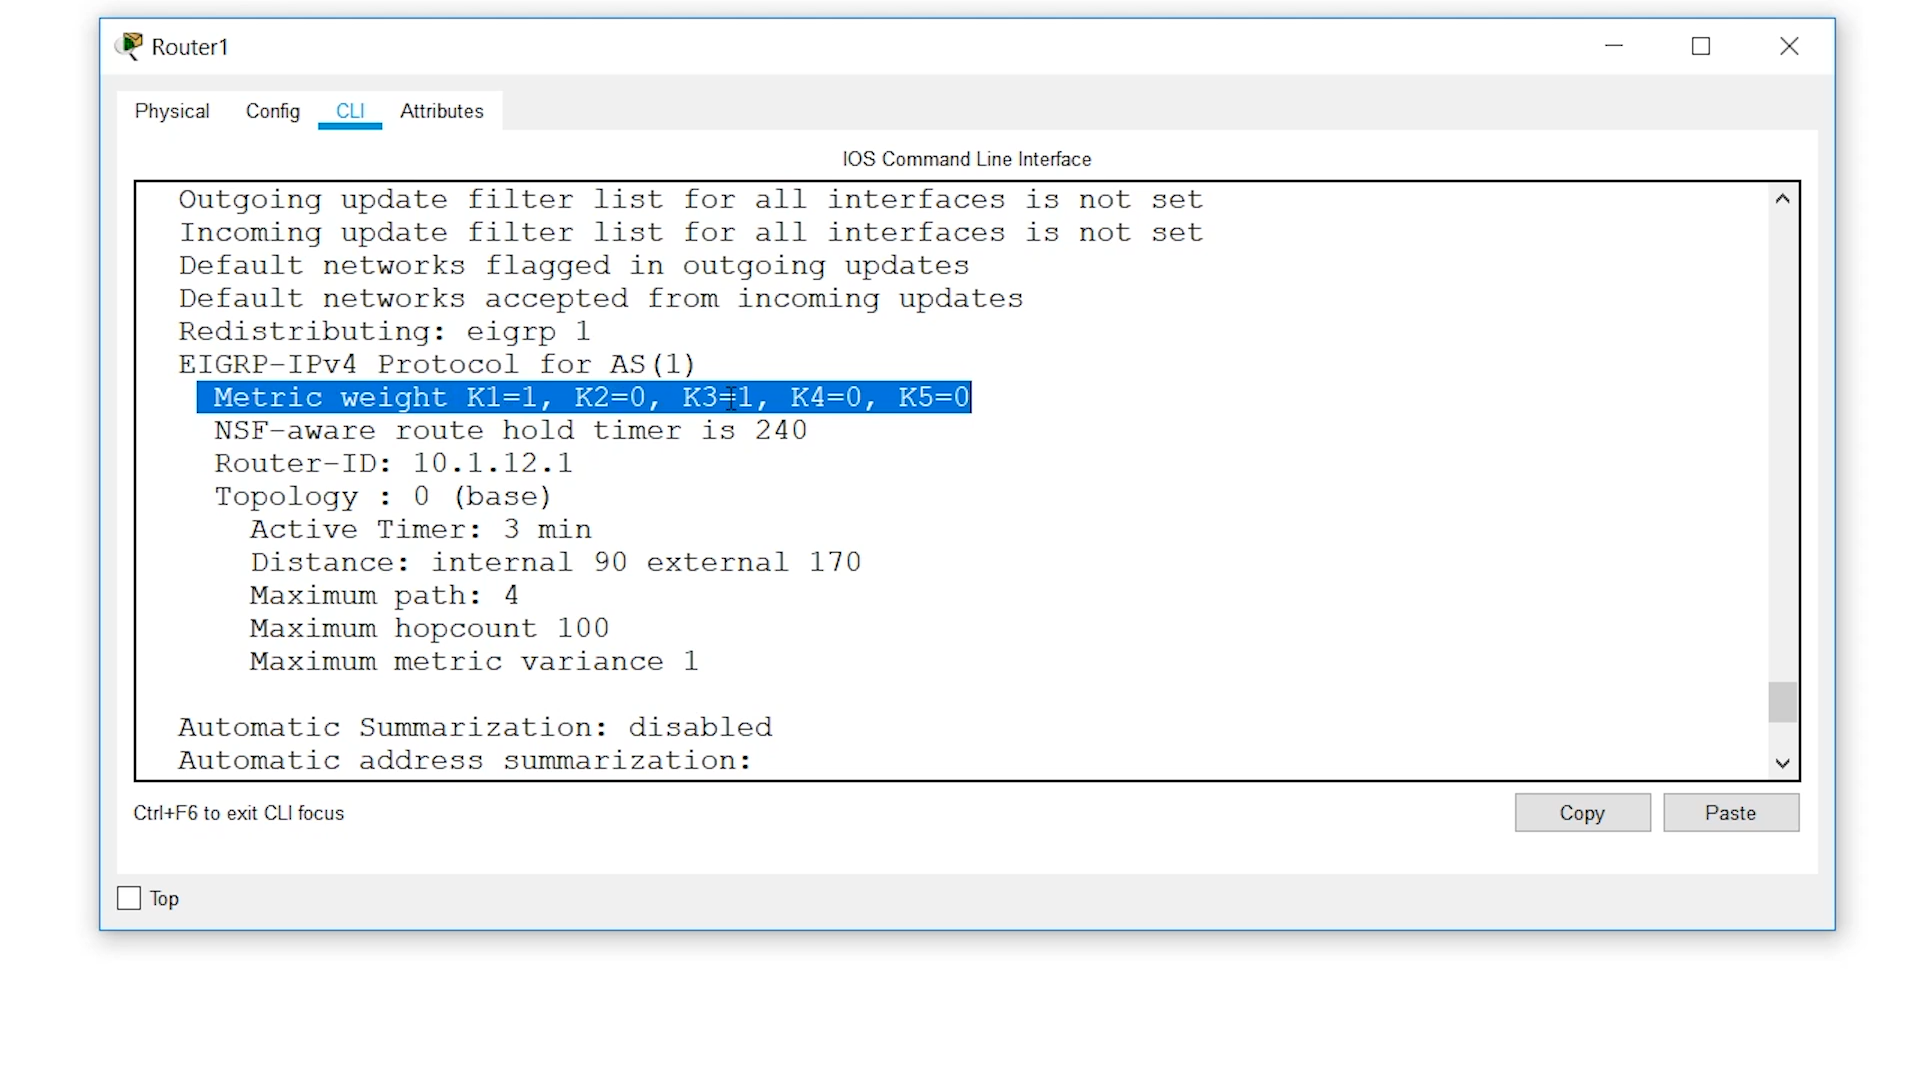 Router1
Physical Config CLI Attributes
IOS Command Line Interface
Outgoing update filter list for all interfaces is not set
Incoming update filter list for all interfaces is not set
Default networks flagged in outgoing updates
Default networks accepted from incoming updates
Redistributing: eigrp 1
EIGRP-IPv4 Protocol for AS(1)
Metric weight K1=1, K2=0, K3=1, K4=0, K5=0
NSF-aware route hold timer is 240
Router-ID: 10.1.12.1
Topology : 0 (base)
Active Timer: 3 min
Distance: internal 90 external 170
Maximum path: 4
Maximum hopcount 100
Maximum metric variance 1
Automatic Summarization: disabled
Automatic address summarization:
Ctrl+F6 to exit CLI focus
Copy Paste
Top